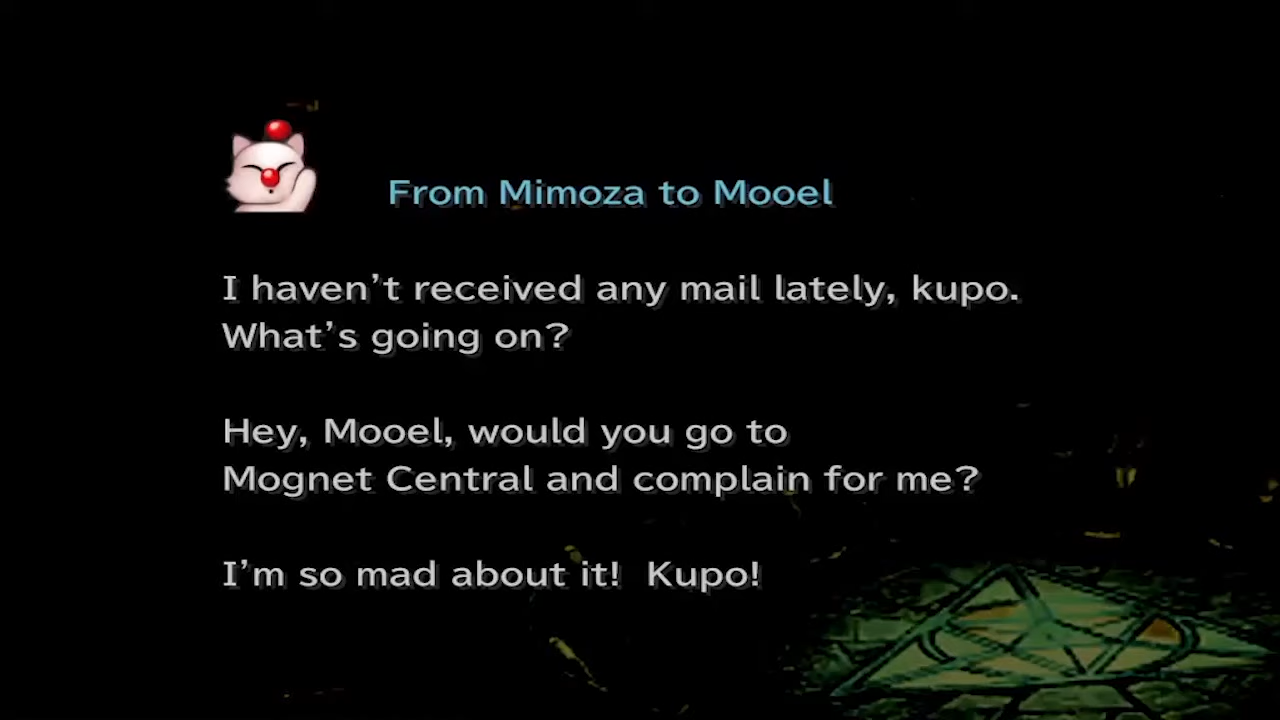 From Mimoza to Mooel
I haven't received any mail lately, kupo.
What's going on?
Hey, Mooel, would you go to
Mognet Central and complain for me?
I'm so mad about it!  Kupo!